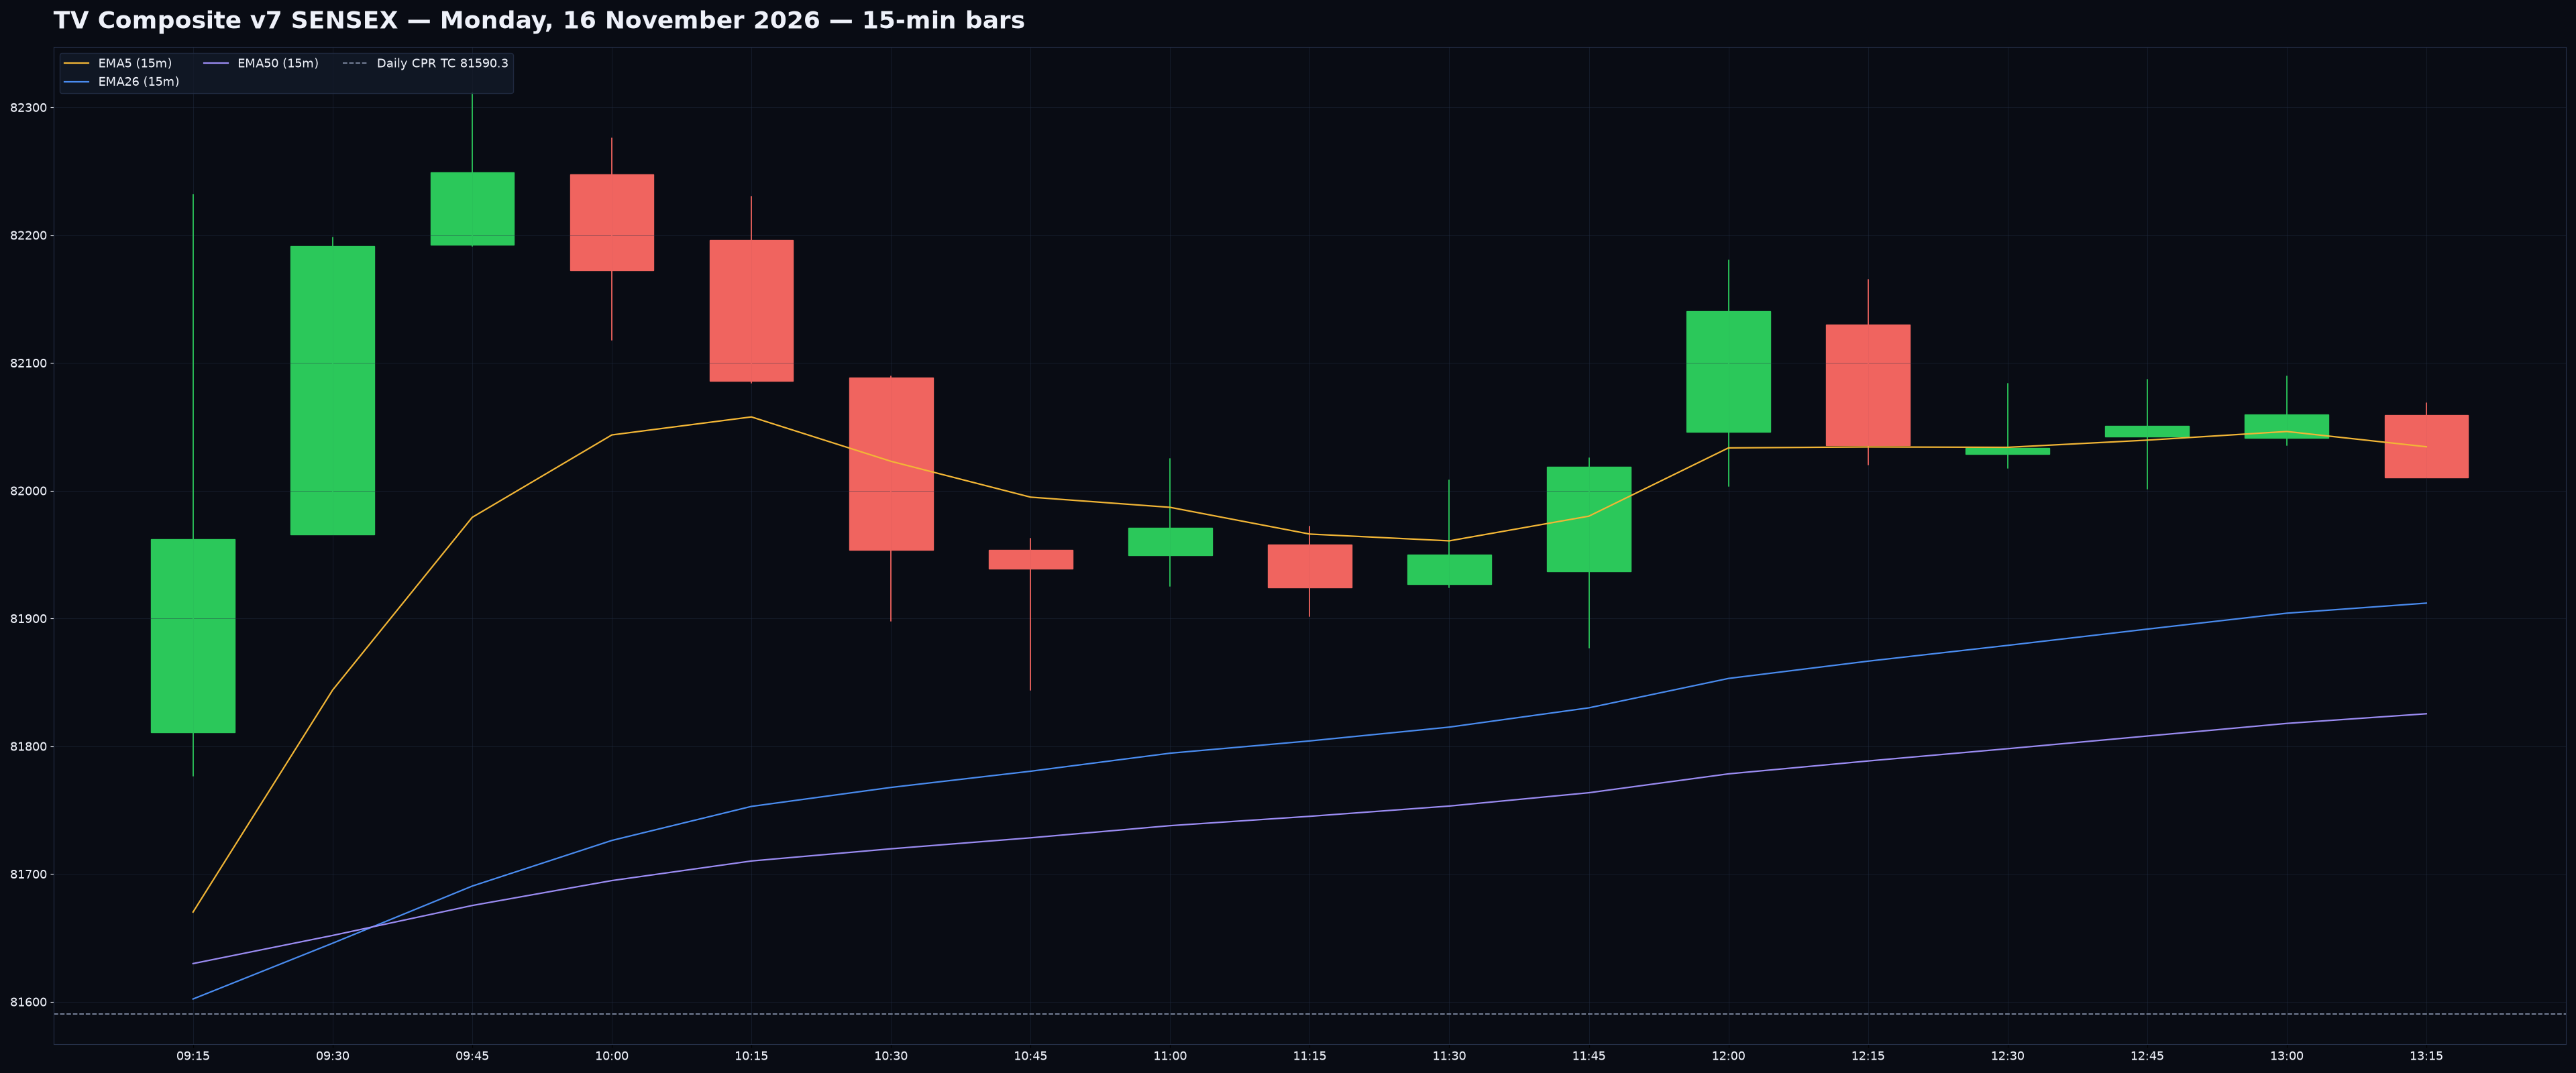 TV Composite v7 SENSEX — Monday, 16 November 2026 — 15-min bars
EMA5 (15m) EMA50 (15m) Daily CPR TC 81590.3
EMA26 (15m)
82300
82200
82100
82000
81900
81800
81700
81600
09:15 09:30 09:45 10:00 10:15 10:30 10:45 11:00 11:15 11:30 11:45 12:00 12:15 12:30 12:45 13:00 13:15